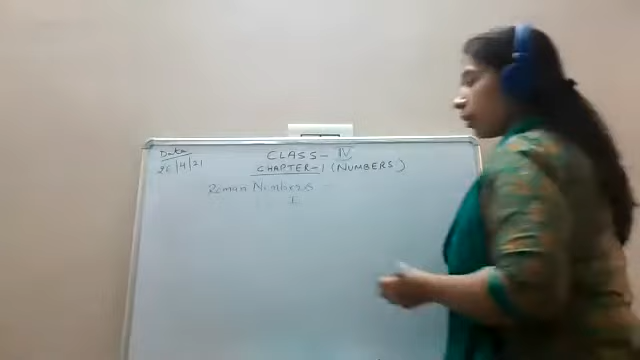 Date
26/4/21
CLASS - IV
CHAPTER-1 (NUMBERS)
Roman Numbers